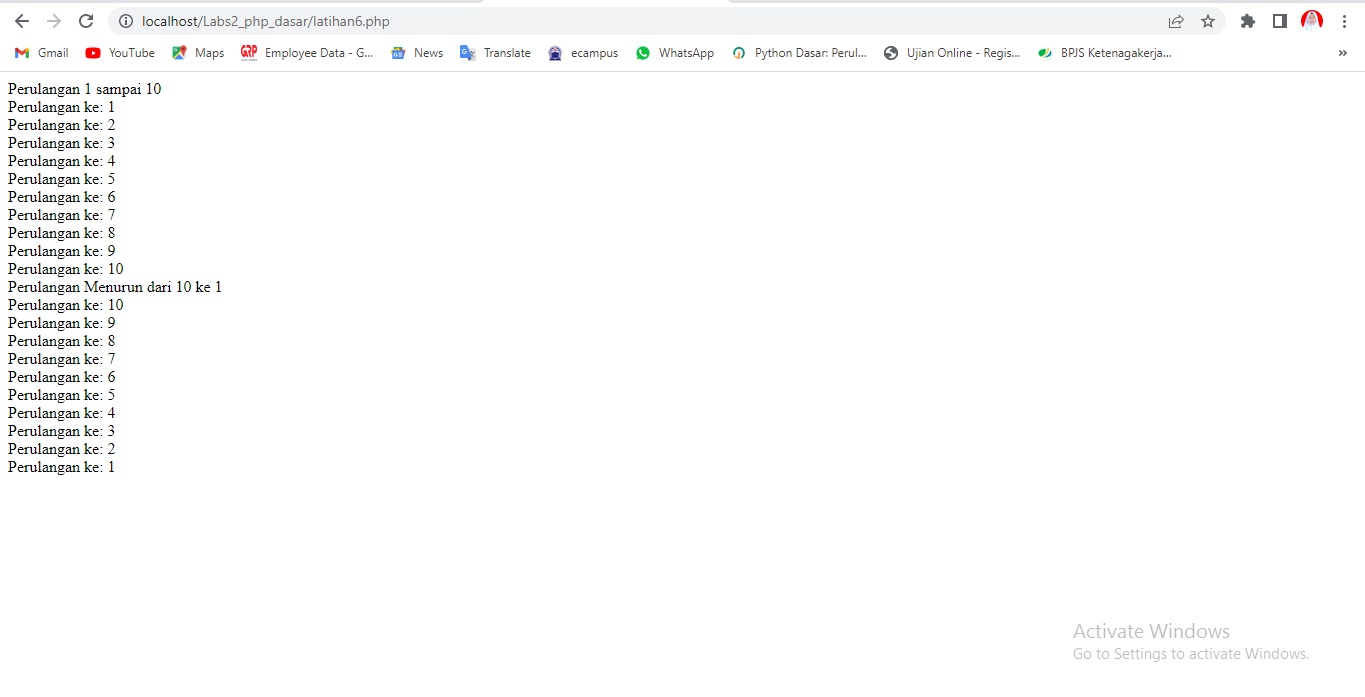 localhost/Labs2_php_dasar/latihan6.php
Gmail YouTube Maps GRP Employee Data - G... News Translate ecampus WhatsApp Python Dasar: Perul... Ujian Online - Regis... BPJS Ketenagakerja... »
Perulangan 1 sampai 10
Perulangan ke: 1
Perulangan ke: 2
Perulangan ke: 3
Perulangan ke: 4
Perulangan ke: 5
Perulangan ke: 6
Perulangan ke: 7
Perulangan ke: 8
Perulangan ke: 9
Perulangan ke: 10
Perulangan Menurun dari 10 ke 1
Perulangan ke: 10
Perulangan ke: 9
Perulangan ke: 8
Perulangan ke: 7
Perulangan ke: 6
Perulangan ke: 5
Perulangan ke: 4
Perulangan ke: 3
Perulangan ke: 2
Perulangan ke: 1
Activate Windows
Go to Settings to activate Windows.